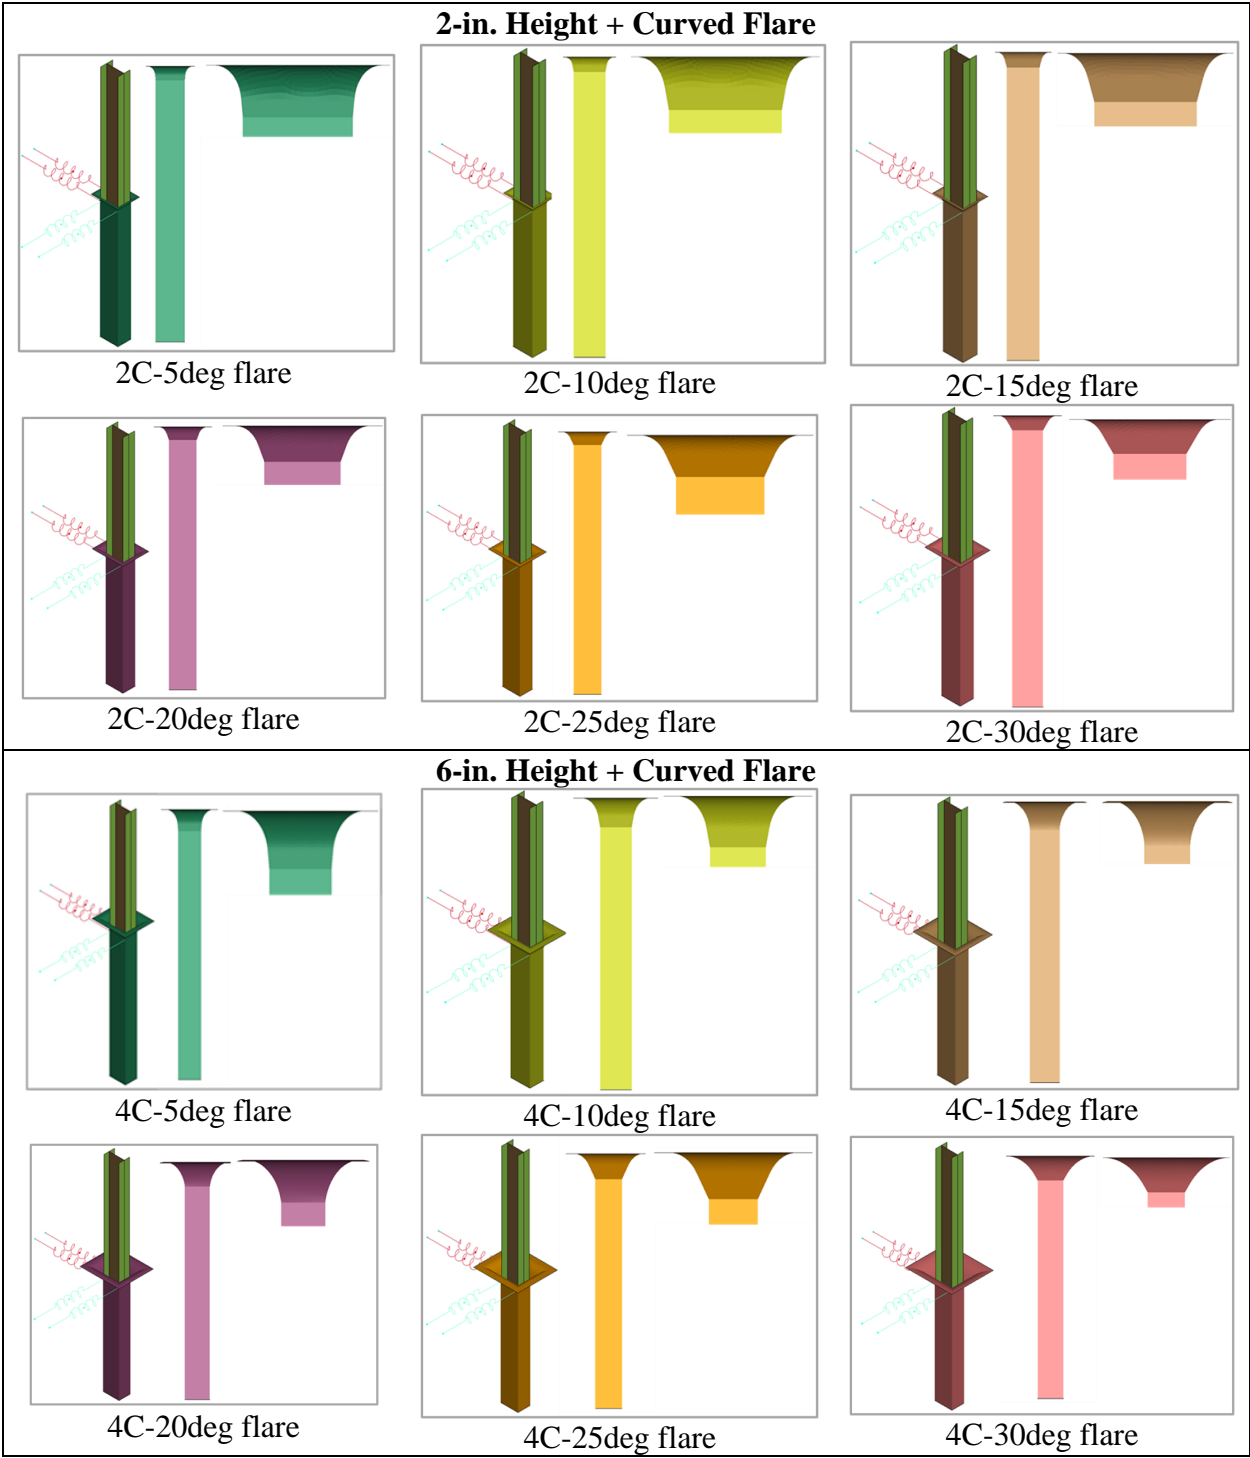 2-in. Height + Curved Flare
2C-5deg flare
2C-10deg flare
2C-15deg flare
2C-20deg flare
2C-25deg flare
2C-30deg flare
6-in. Height + Curved Flare
4C-5deg flare
4C-10deg flare
4C-15deg flare
4C-20deg flare
4C-25deg flare
4C-30deg flare